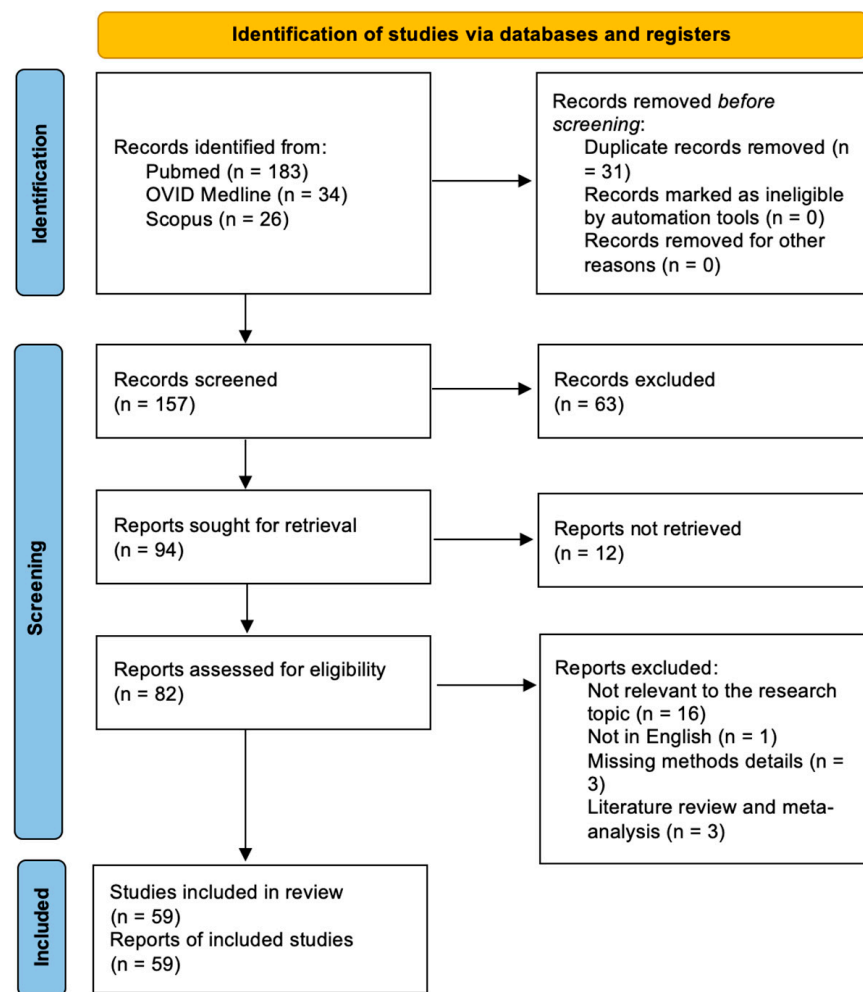 Identification of studies via databases and registers
Identification
Records identified from:
Pubmed (n = 183)
OVID Medline (n = 34)
Scopus (n = 26)
Records removed before
screening:
Duplicate records removed (n
= 31)
Records marked as ineligible
by automation tools (n = 0)
Records removed for other
reasons (n = 0)
Screening
Records screened
(n = 157)
Records excluded
(n = 63)
Reports sought for retrieval
(n = 94)
Reports not retrieved
(n = 12)
Reports assessed for eligibility
(n = 82)
Reports excluded:
Not relevant to the research
topic (n = 16)
Not in English (n = 1)
Missing methods details (n =
3)
Literature review and meta-
analysis (n = 3)
Included
Studies included in review
(n = 59)
Reports of included studies
(n = 59)